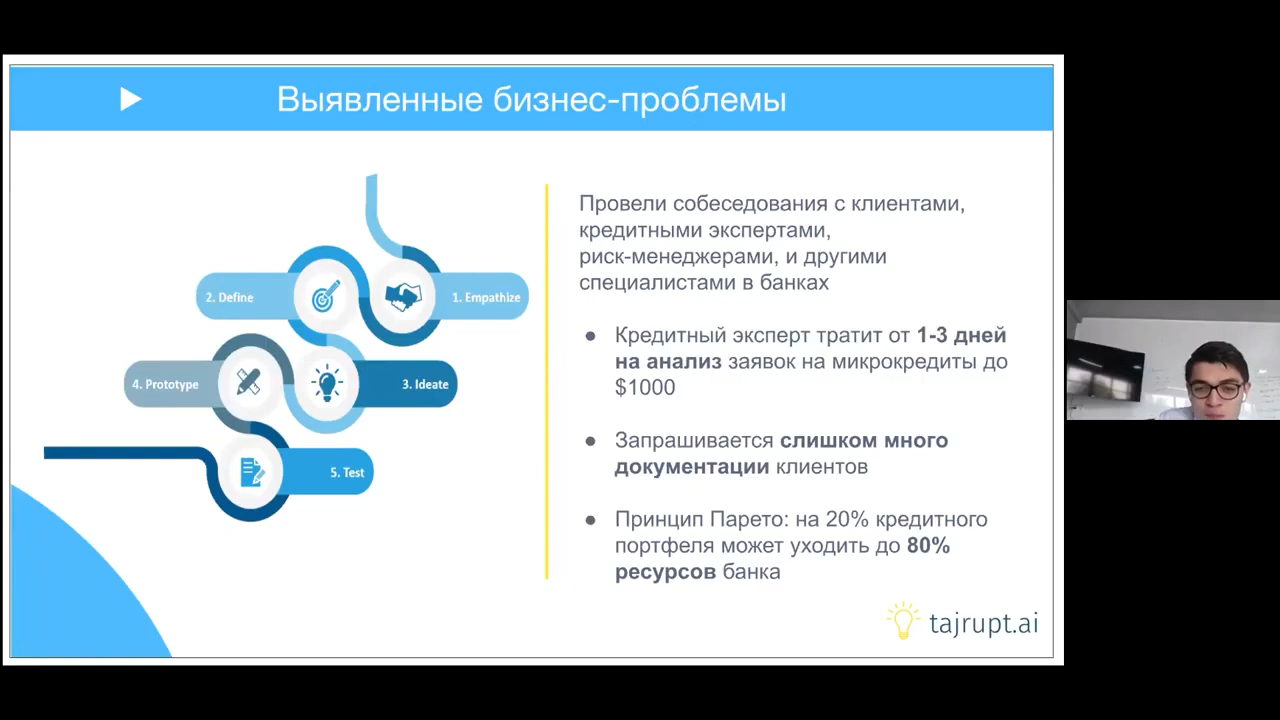 Выявленные бизнес-проблемы
2. Define
1. Empathize
4. Prototype
3. Ideate
5. Test
Провели собеседования с клиентами,
кредитными экспертами,
риск-менеджерами, и другими
специалистами в банках
● Кредитный эксперт тратит от 1-3 дней
на анализ заявок на микрокредиты до
$1000
● Запрашивается слишком много
документации клиентов
● Принцип Парето: на 20% кредитного
портфеля может уходить до 80%
ресурсов банка
tajrupt.ai